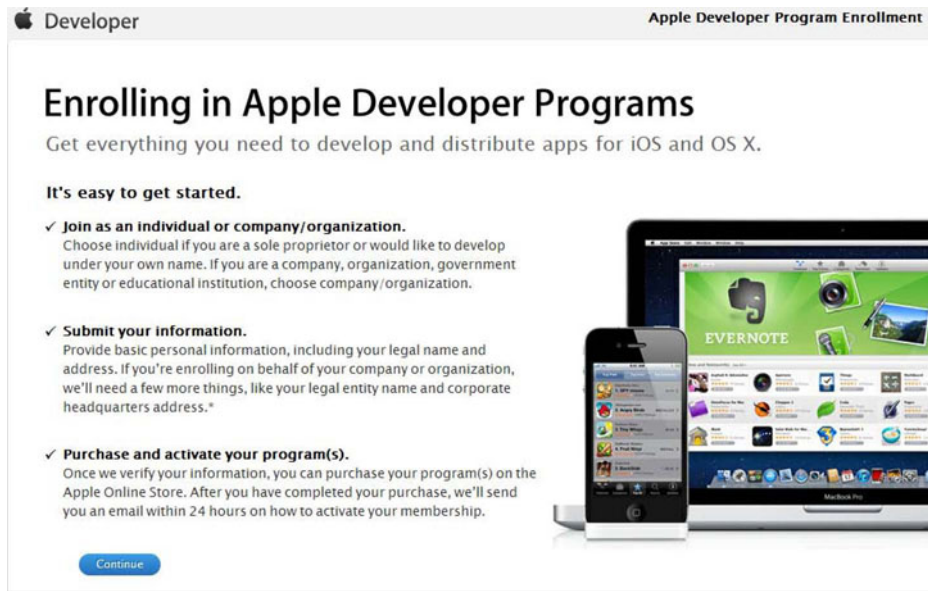 Developer
Apple Developer Program Enrollment
Enrolling in Apple Developer Programs
Get everything you need to develop and distribute apps for iOS and OS X.
It's easy to get started.
✓ Join as an individual or company/organization.
Choose individual if you are a sole proprietor or would like to develop
under your own name. If you are a company, organization, government
entity or educational institution, choose company/organization.
✓ Submit your information.
Provide basic personal information, including your legal name and
address. If you're enrolling on behalf of your company or organization,
we'll need a few more things, like your legal entity name and corporate
headquarters address.*
✓ Purchase and activate your program(s).
Once we verify your information, you can purchase your program(s) on the
Apple Online Store. After you have completed your purchase, we'll send
you an email within 24 hours on how to activate your membership.
Continue
EVERNOTE
MacBook Pro